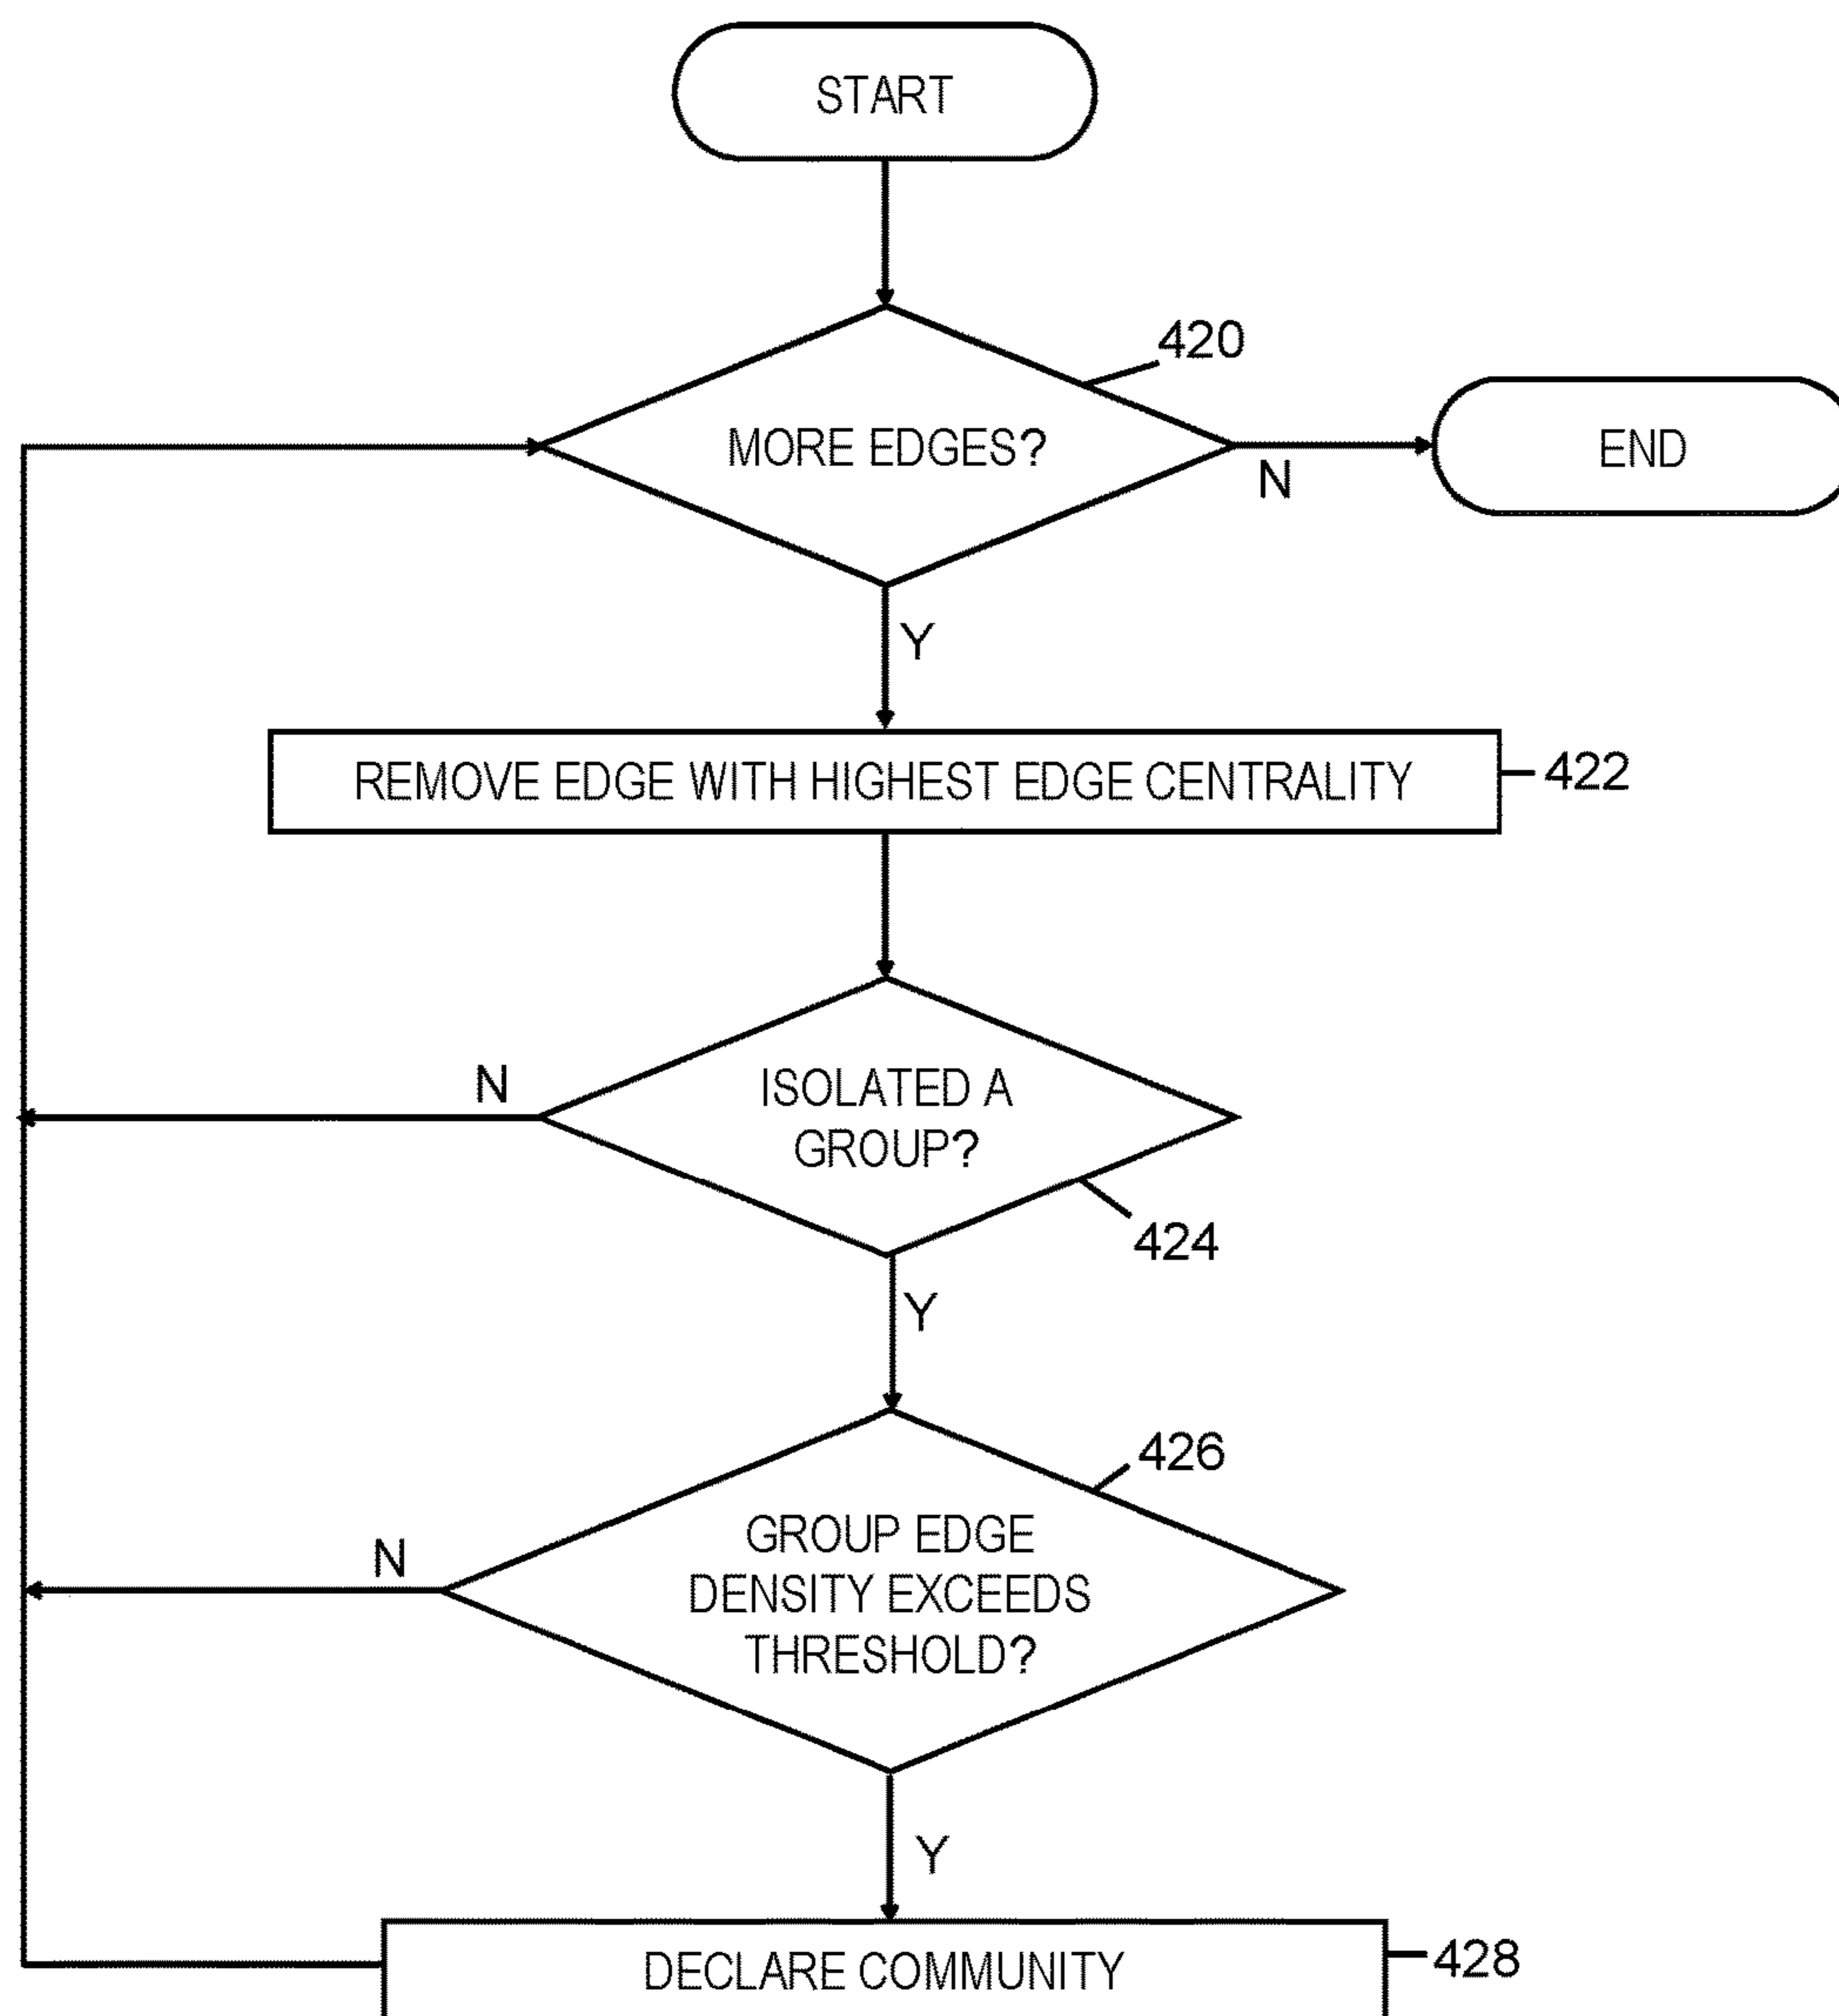 START
420
MORE EDGES?
N
END
Y
REMOVE EDGE WITH HIGHEST EDGE CENTRALITY
422
N
ISOLATED A
GROUP?
424
Y
426
N
GROUP EDGE
DENSITY EXCEEDS
THRESHOLD?
Y
DECLARE COMMUNITY
428